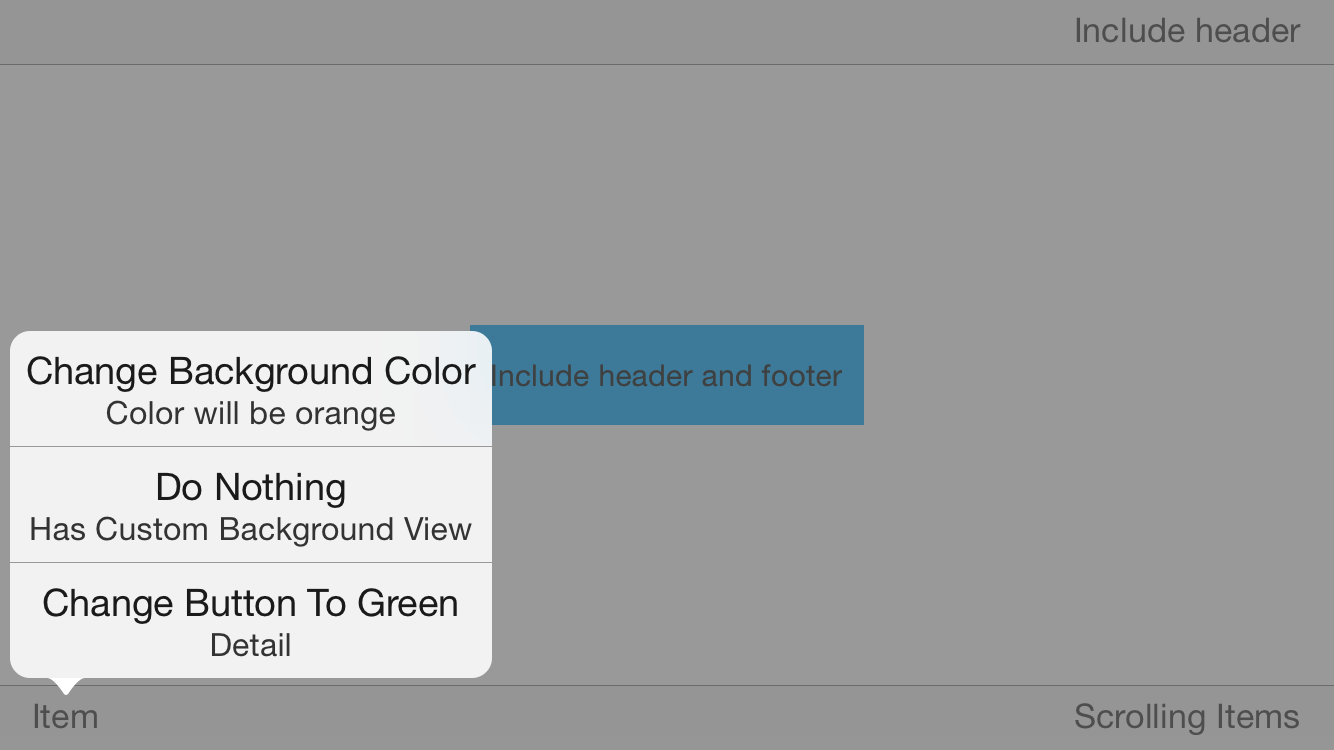 Include header
Include header and footer
Change Background Color
Color will be orange
Do Nothing
Has Custom Background View
Change Button To Green
Detail
Item
Scrolling Items